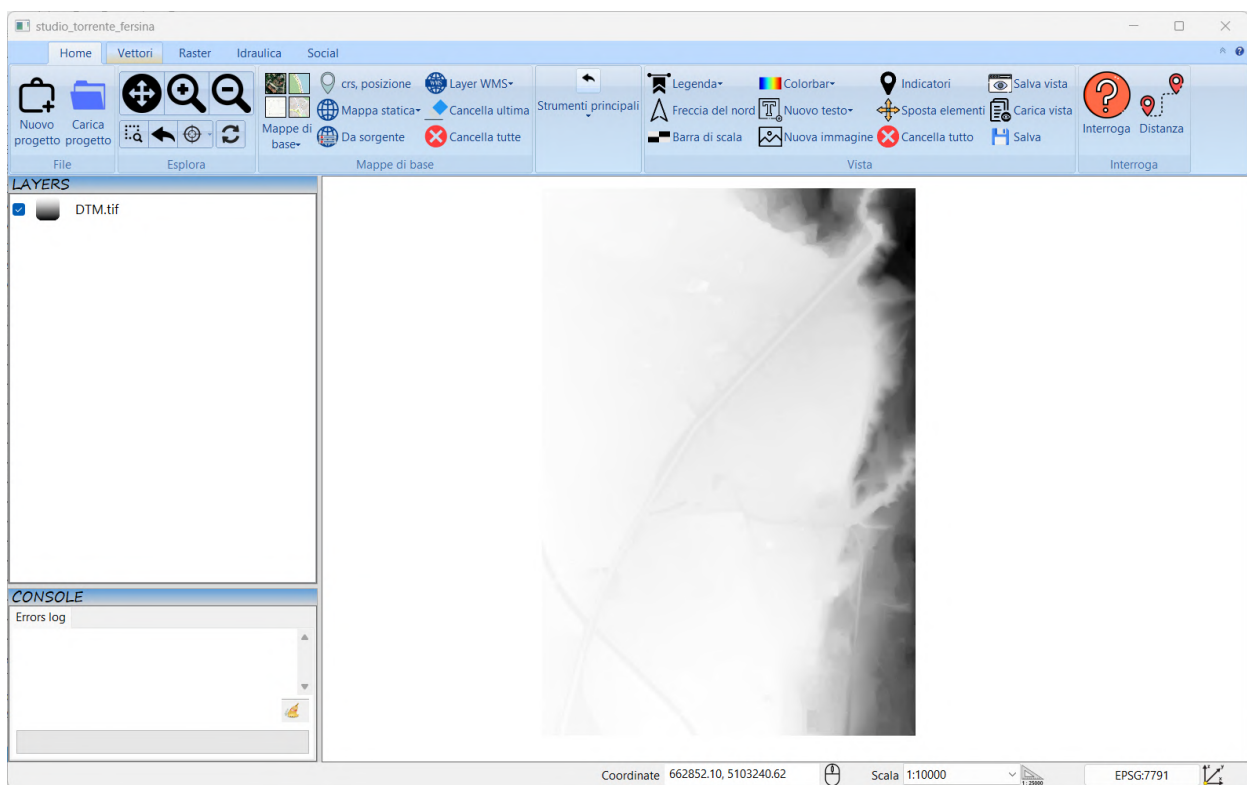 studio_torrente_fersina
Home Vettori Raster Idraulica Social
Nuovo progetto
Carica progetto
File
Esplora
Mappe di base
crs, posizione
Mappa statica
Da sorgente
WMS
Layer WMS
Cancella ultima
Cancella tutte
Mappe di base
Strumenti principali
Legenda
Freccia del nord
Barra di scala
Colorbar
Nuovo testo
Nuova immagine
Indicatori
Sposta elementi
Cancella tutto
Salva vista
Carica vista
Salva
Vista
Interroga
Distanza
Interroga
LAYERS
DTM.tif
CONSOLE
Errors log
Coordinate 662852.10, 5103240.62 Scala 1:10000 1: 25000 EPSG:7791